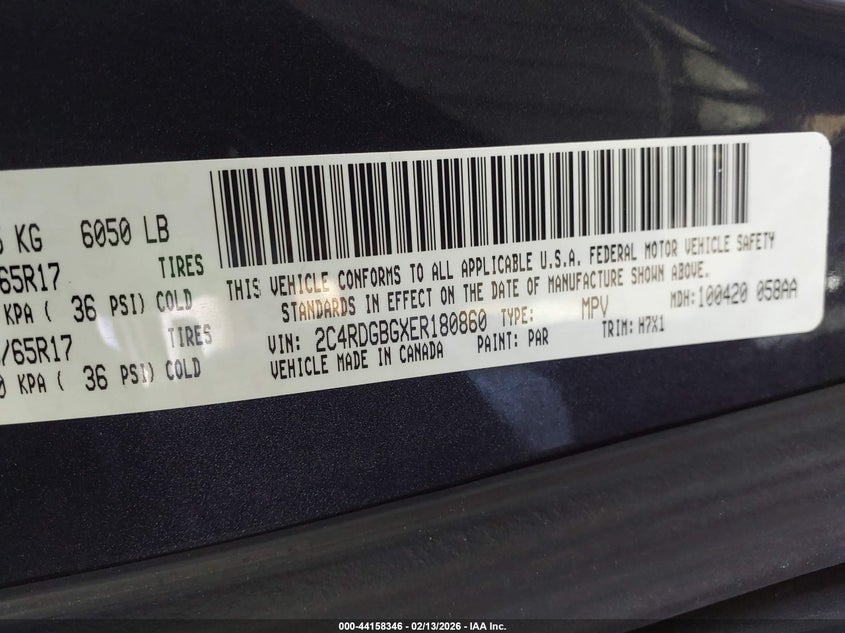 KG 6050 LB
/65R17 TIRES
KPA ( 36 PSI) COLD
/65R17 TIRES
0 KPA ( 36 PSI) COLD
THIS VEHICLE CONFORMS TO ALL APPLICABLE U.S.A. FEDERAL MOTOR VEHICLE SAFETY
STANDARDS IN EFFECT ON THE DATE OF MANUFACTURE SHOWN ABOVE.
VIN: 2C4RDGBGXER180860 TYPE: MPV MDH:100420 058AA
VEHICLE MADE IN CANADA PAINT: PAR TRIM: H7X1
000-44158346 - 02/13/2026 - IAA Inc.